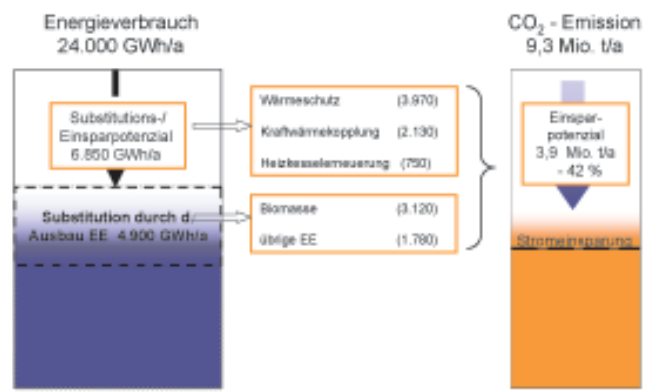 Energieverbrauch
24.000 GWh/a
Substitutions-/
Einsparpotenzial
6.850 GWh/a
Substitution durch d.
Ausbau EE 4.900 GWh/a
Wärmeschutz (3.970)
Kraftwärmekopplung (2.130)
Heizkesselerneuerung (750)
Biomasse (3.120)
übrige EE (1.780)
CO2 - Emission
9,3 Mio. t/a
Einspar-
potenzial
3,9 Mio. t/a
- 42 %
Stromeinsparung